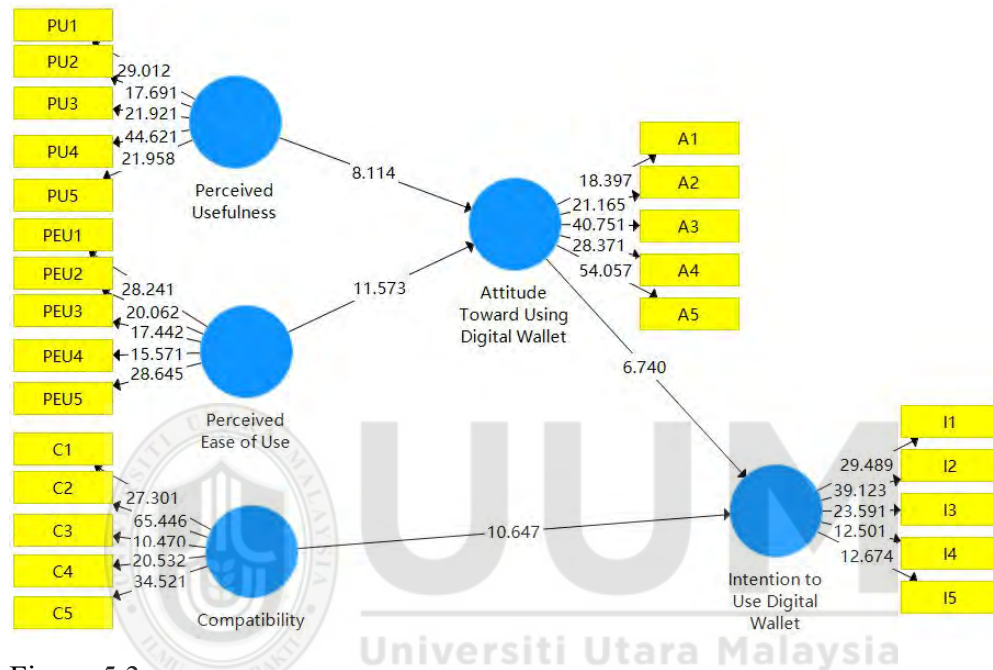 PU1
PU2
PU3
PU4
PU5
29.012
17.691
21.921
44.621
21.958
Perceived
Usefulness
PEU1
PEU2
PEU3
PEU4
PEU5
28.241
20.062
17.442
15.571
28.645
Perceived
Ease of Use
C1
C2
C3
C4
C5
27.301
65.446
10.470
20.532
34.521
Compatibility
8.114
11.573
10.647
Attitude
Toward Using
Digital Wallet
18.397
21.165
40.751
28.371
54.057
A1
A2
A3
A4
A5
6.740
Intention to
Use Digital
Wallet
29.489
39.123
23.591
12.501
12.674
I1
I2
I3
I4
I5
UUM
Universiti Utara Malaysia